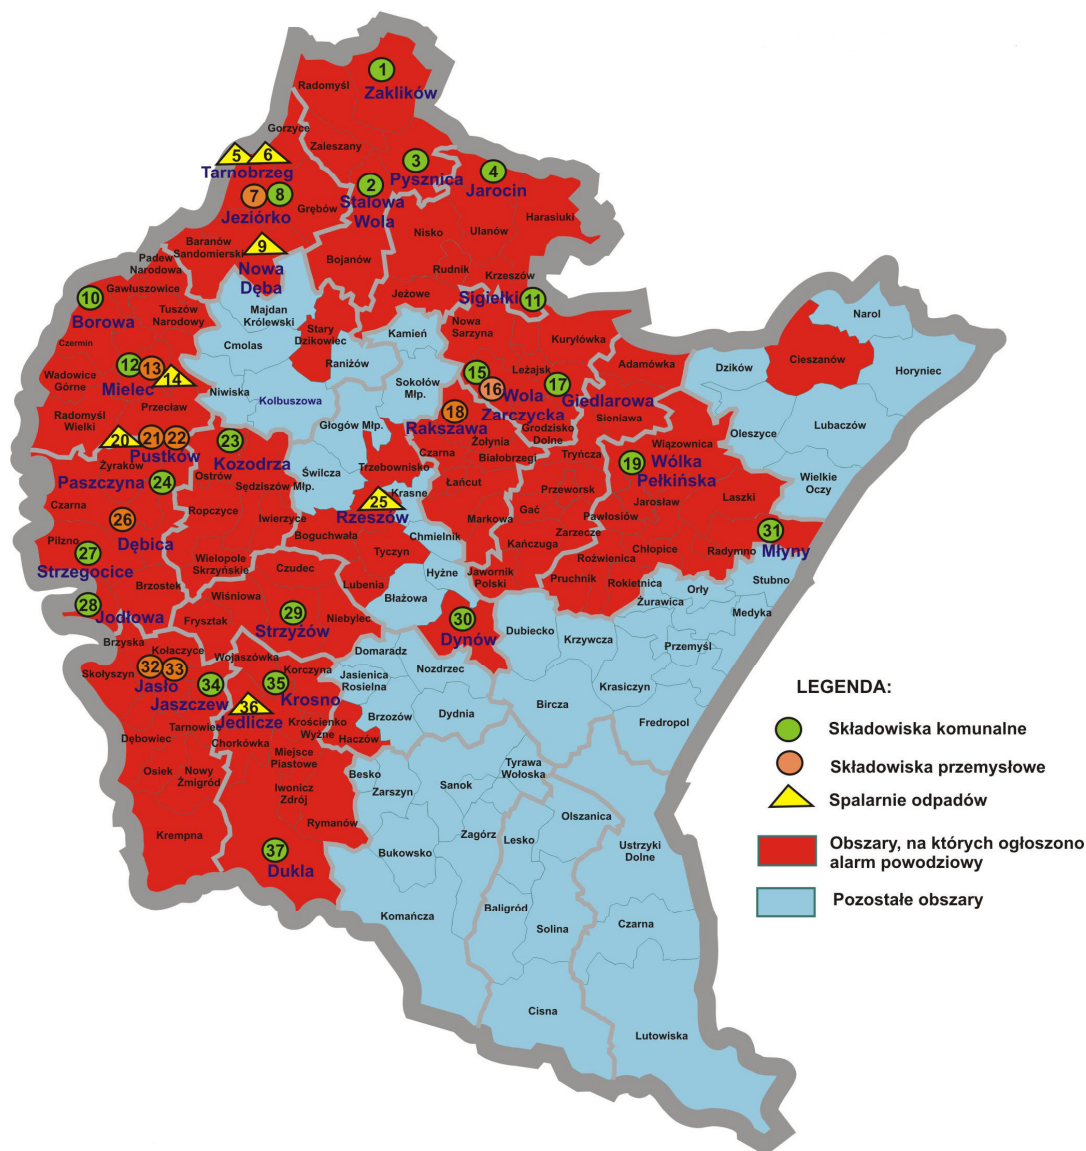 1
Zaklików
Radomyśl
Gorzyce
Zaleszany
5
6
Tarnobrzeg
3
Pysznica
4
Jarocin
2
Stalowa
Wola
7
8
Jeziórko
Grębów
Harasiuki
Nisko
Ulanów
Baranów
Sandomierski
9
Nowa
Dęba
Bojanów
Padew
Narodowa
Rudnik
Krzeszów
Gawłuszowice
10
Borowa
Jeżowe
Sigiełki
11
Tuszów
Narodowy
Majdan
Królewski
Stary
Dzikowiec
Kamień
Nowa
Sarzyna
Kuryłówka
Narol
Czermin
Cmolas
Raniżów
Adamówka
Dzików
Cieszanów
Horyniec
12
13
14
Mielec
Wadowice
Górne
Niwiska
Kolbuszowa
Sokołów
Młp.
15
16
Wola
Zarczycka
Leżajsk
17
Giedlarowa
Przecław
Radomyśl
Wielki
18
Rakszawa
Sieniawa
Grodzisko
Dolne
Lubaczów
Oleszyce
20
21
22
Pustków
23
Kozodrza
Głogów Młp.
Żołynia
Czarna
Białobrzegi
Tryńcza
Wiązownica
19
Wólka
Pełkińska
Wielkie
Oczy
Żyraków
Paszczyna
24
Ostrów
Sędziszów Młp.
Świlcza
Trzebownisko
Krasne
25
Rzeszów
Łańcut
Przeworsk
Jarosław
Laszki
Czarna
26
Dębica
Ropczyce
Iwierzyce
Boguchwała
Markowa
Gać
Pawłosiów
31
Młyny
Pilzno
27
Strzegocice
Wielopole
Skrzyńskie
Czudec
Tyczyn
Chmielnik
Kańczuga
Zarzecze
Chłopice
Radymno
Roźwienica
Brzostek
Lubenia
Hyżne
Jawornik
Polski
Pruchnik
Rokietnica
Orły
Stubno
28
Jodłowa
Wiśniowa
Frysztak
29
Strzyżów
Niebylec
Błażowa
30
Dynów
Żurawica
Medyka
Brzyska
Kołaczyce
Wojaszówka
Domaradz
Dubiecko
Krzywcza
Przemyśl
Skołyszyn
32
33
Jasło
34
Jaszczew
35
Krosno
Korczyna
Jasienica
Rosielna
Nozdrzec
Krasiczyn
36
Jedlicze
Tarnowiec
Dębowiec
Chorkówka
Krościenko
Wyżne
Haczów
Brzozów
Dydnia
Bircza
Fredropol
Osiek
Nowy
Żmigród
Miejsce
Piastowe
Iwonicz
Zdrój
Besko
Zarszyn
Sanok
Tyrawa
Wołoska
Krempna
Rymanów
Zagórz
Lesko
Olszanica
Ustrzyki
Dolne
37
Dukla
Bukowsko
Komańcza
Baligród
Solina
Czarna
Cisna
Lutowiska
LEGENDA:
Składowiska komunalne
Składowiska przemysłowe
Spalarnie odpadów
Obszary, na których ogłoszono
alarm powodziowy
Pozostałe obszary